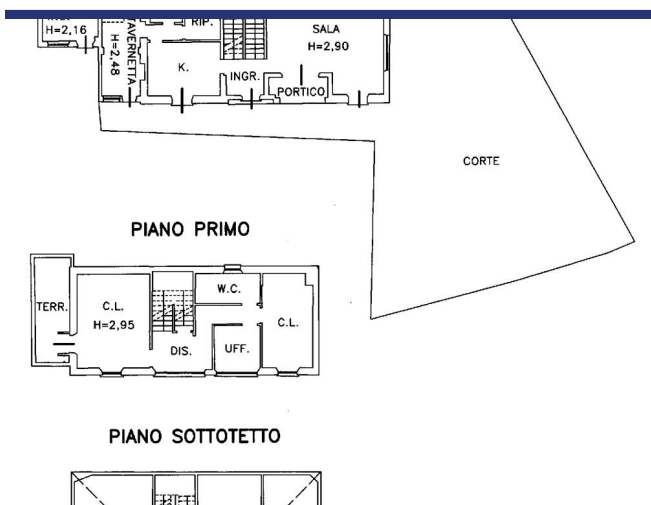 RIP.
H=2,16
TAVERNETTA
H=2,48
SALA
H=2,90
K.
INGR.
PORTICO
CORTE
PIANO PRIMO
TERR.
C.L.
H=2,95
W.C.
C.L.
DIS.
UFF.
PIANO SOTTOTETTO